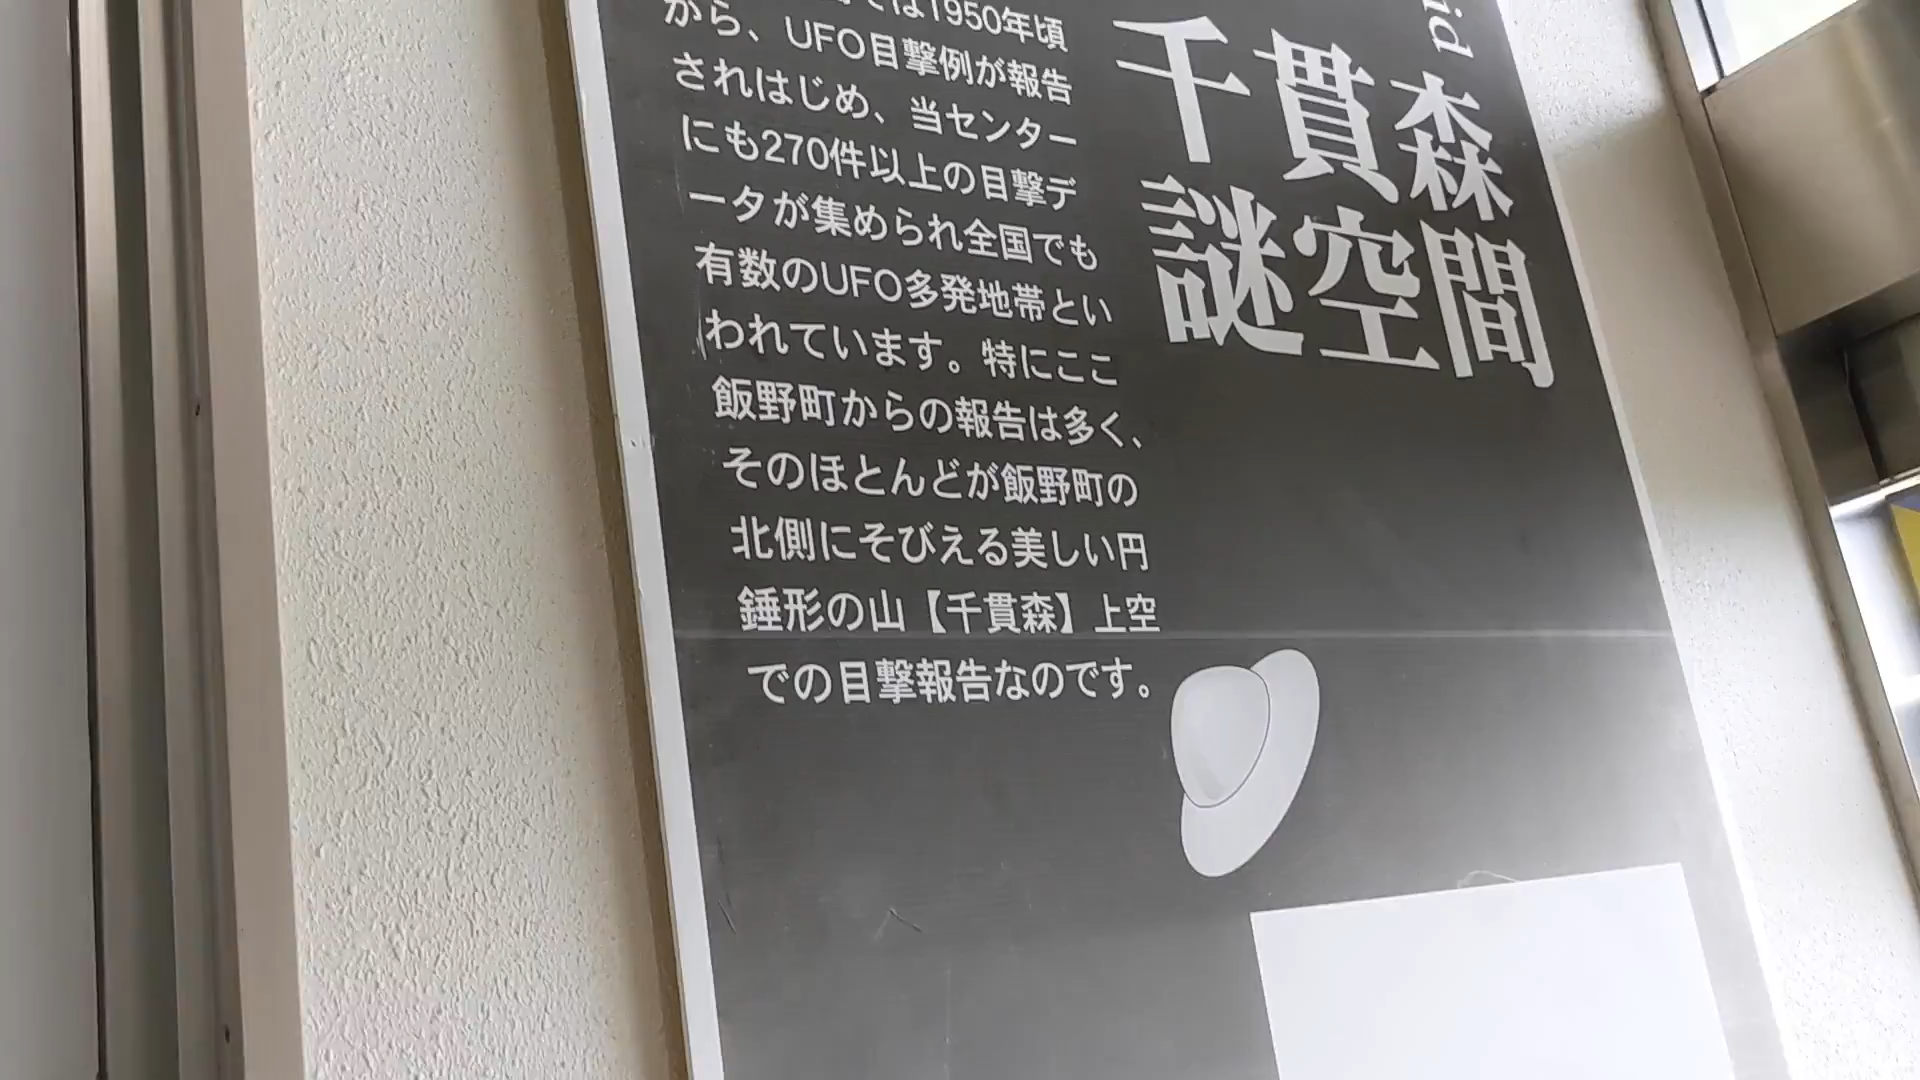 では1950年頃
から、UFO目撃例が報告
されはじめ、当センター
にも270件以上の目撃デ
ータが集められ全国でも
有数のUFO多発地帯とい
われています。特にここ
飯野町からの報告は多く、
そのほとんどが飯野町の
北側にそびえる美しい円
錘形の山【千貫森】上空
での目撃報告なのです。
千貫森
謎空間